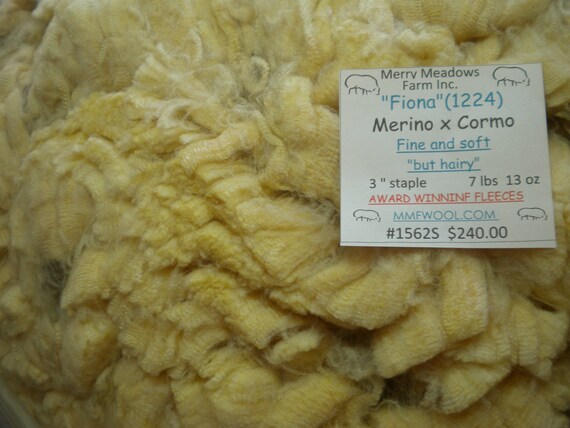 Merry Meadows
Farm Inc.
"Fiona"(1224)
Merino x Cormo
Fine and soft
"but hairy"
3 " staple 7 lbs 13 oz
AWARD WINNINF FLEECES
MMFWOOL.COM
#1562S $240.00